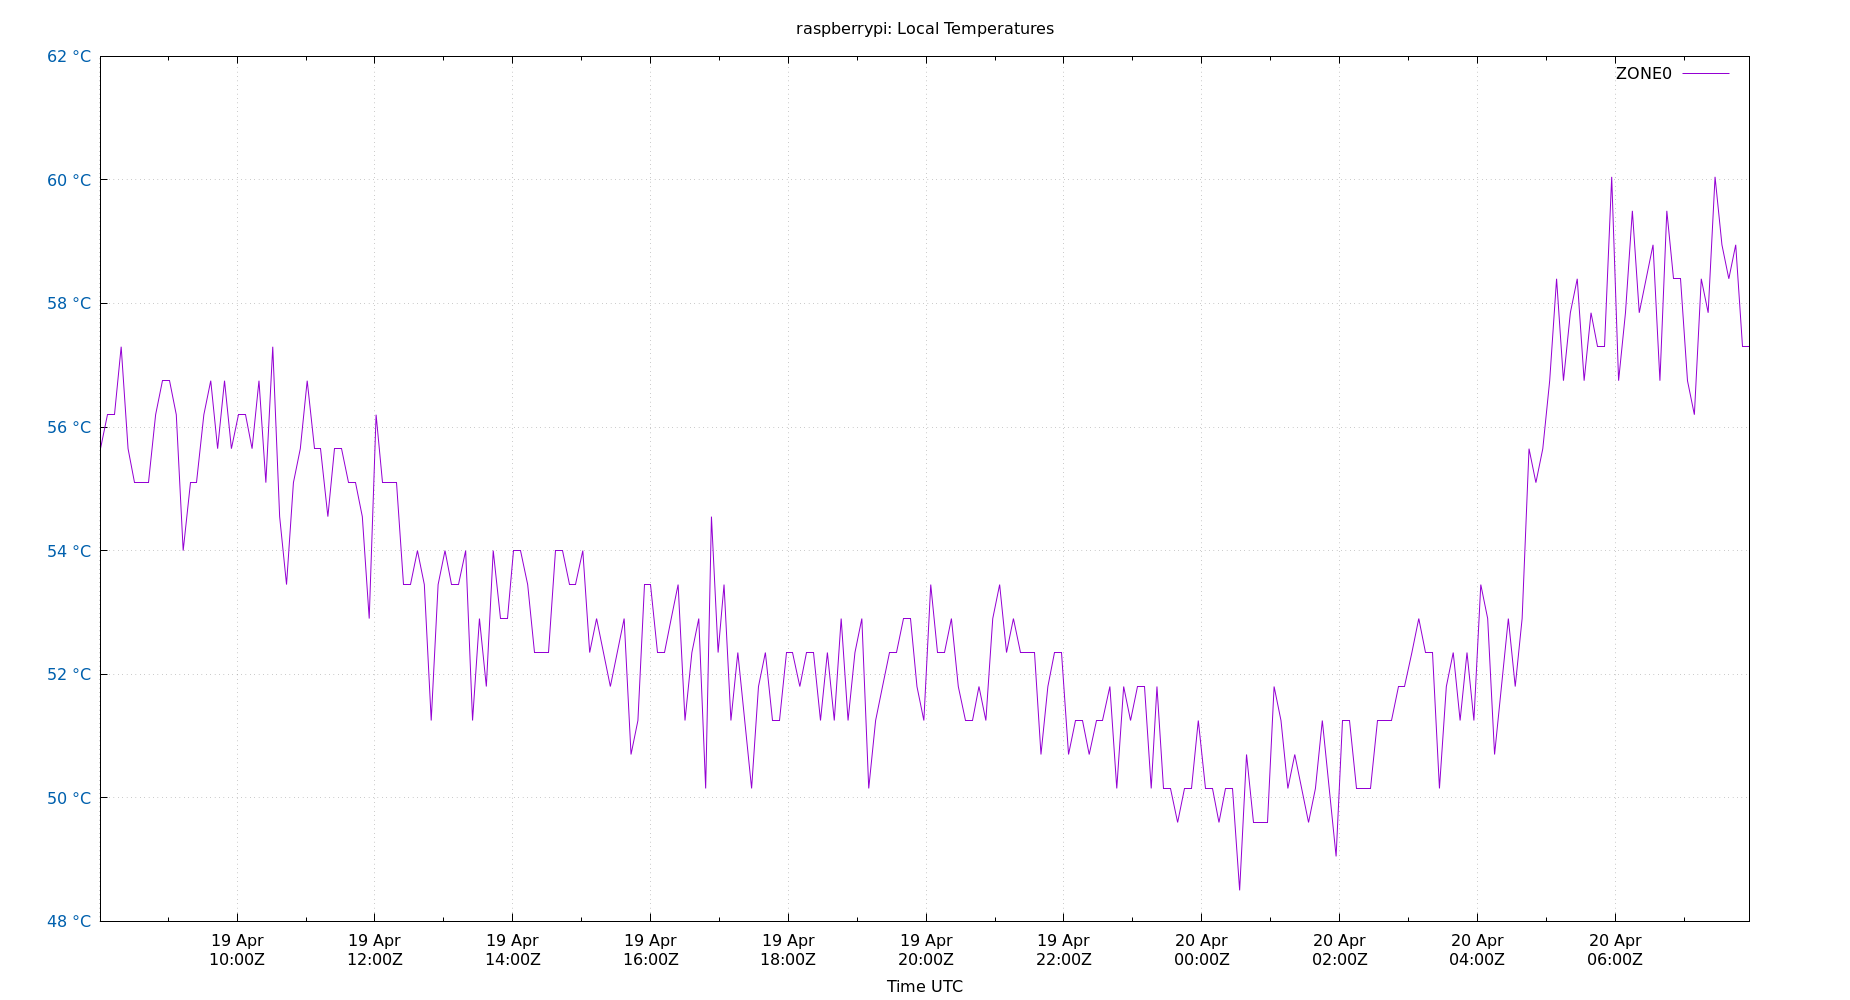 raspberrypi: Local Temperatures
62 °C
ZONE0
60 °C
58 °C
56 °C
54 °C
52 °C
50 °C
48 °C
19 Apr 19 Apr 19 Apr 19 Apr 19 Apr 19 Apr 19 Apr 20 Apr 20 Apr 20 Apr 20 Apr
10:00Z 12:00Z 14:00Z 16:00Z 18:00Z 20:00Z 22:00Z 00:00Z 02:00Z 04:00Z 06:00Z
Time UTC